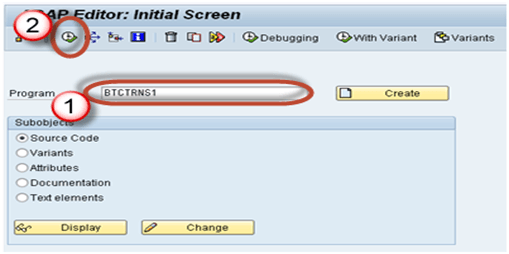 ABAP Editor: Initial Screen
2
Debugging With Variant Variants
Program BTCTRNS1 Create
1
Subobjects
Source Code
Variants
Attributes
Documentation
Text elements
Display Change